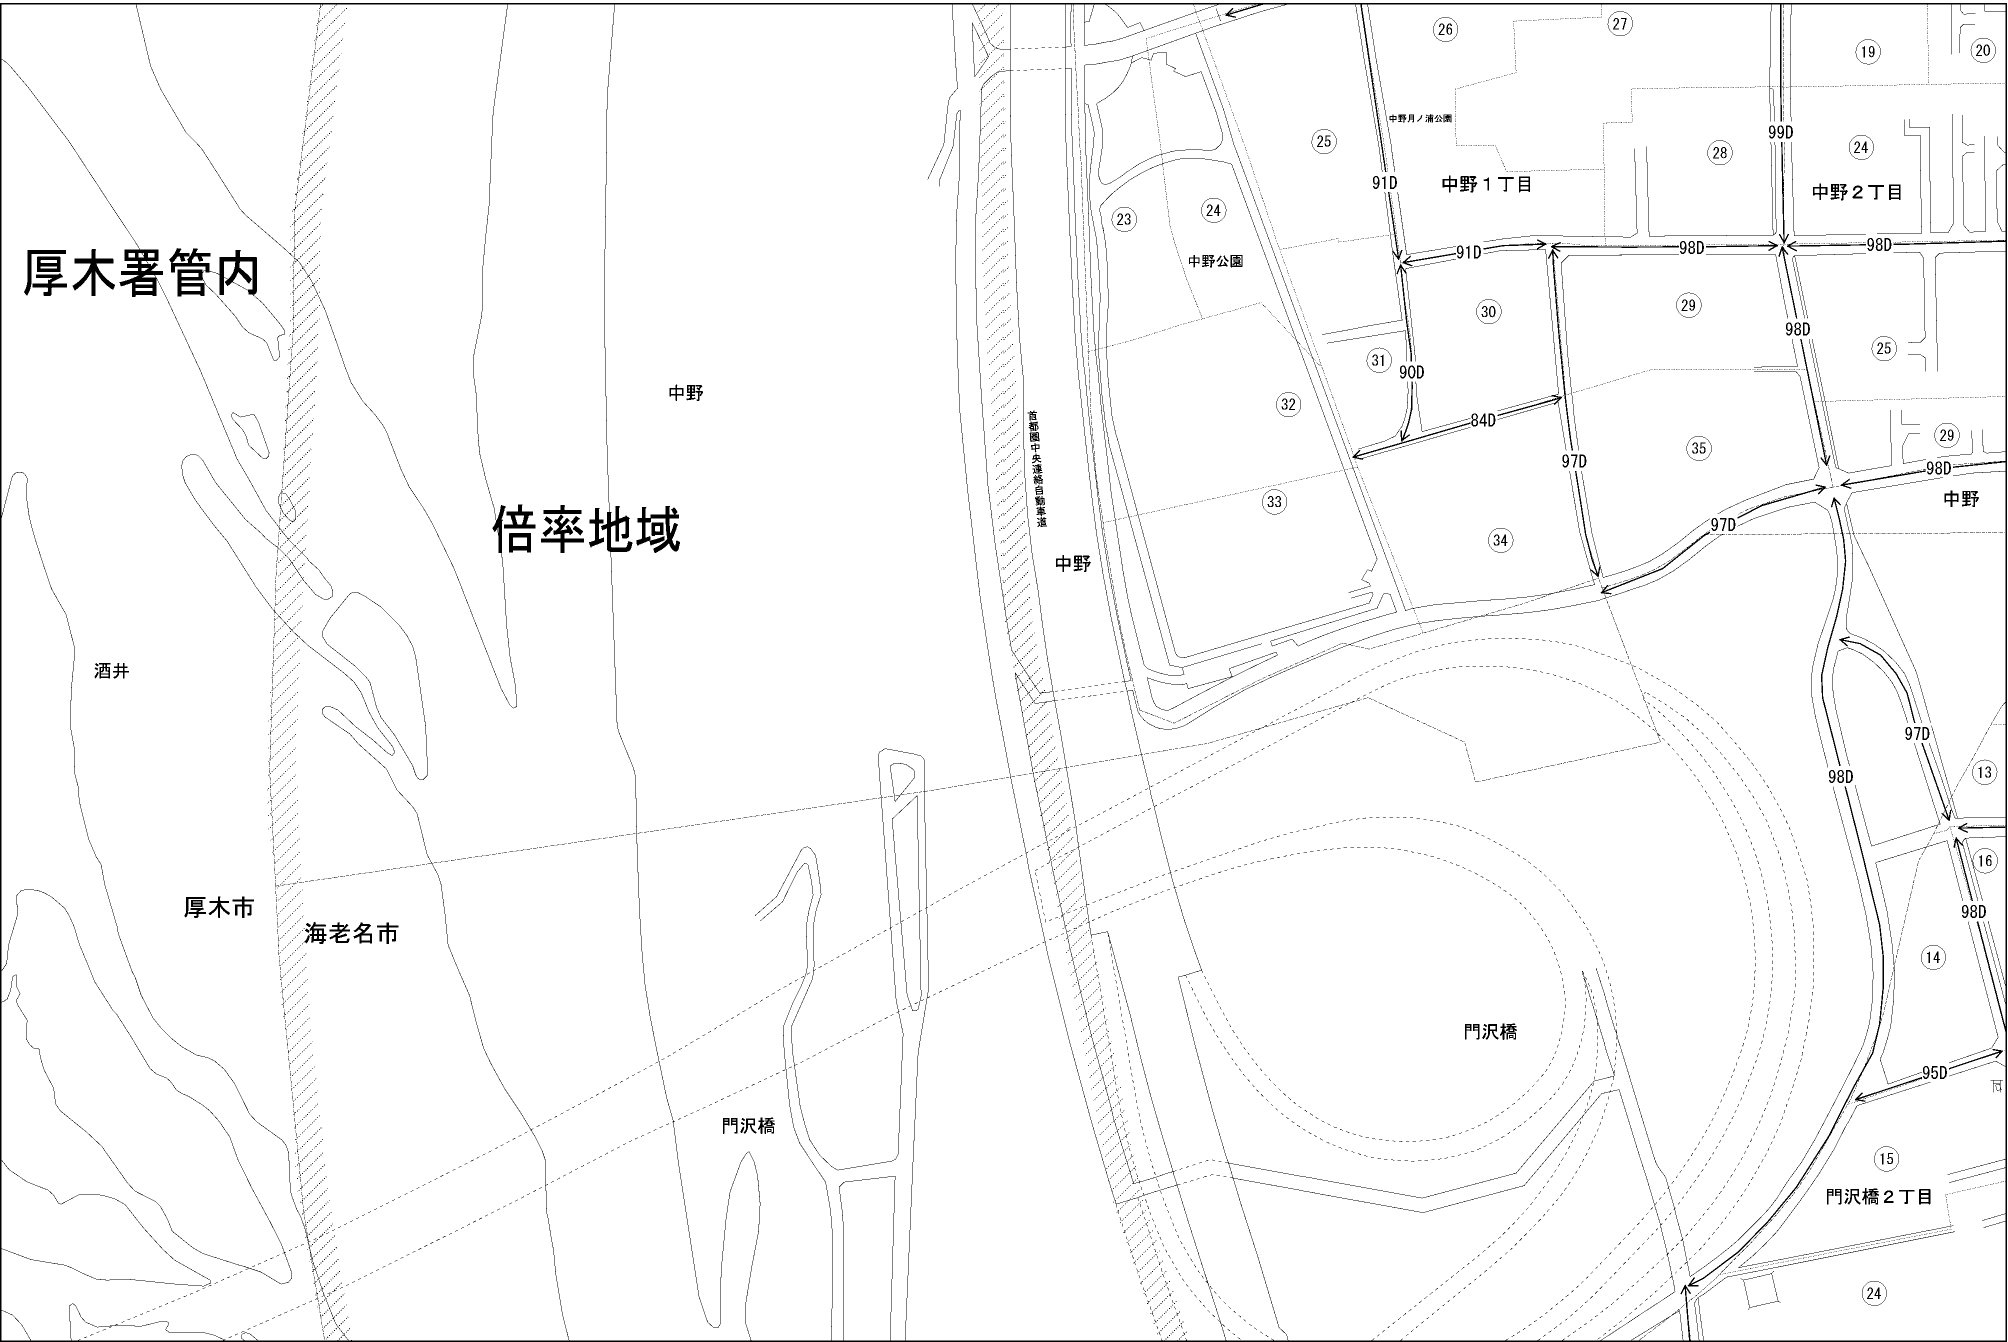 26
27
19
20
中野月ノ浦公園
99D
25
28
24
91D
中野１丁目
中野２丁目
23
24
98D
98D
91D
中野公園
厚木署管内
30
29
98D
25
31
90D
中野
32
84D
首都圏中央連絡自動車道
29
35
97D
98D
33
中野
倍率地域
97D
34
中野
酒井
97D
13
98D
16
厚木市
98D
海老名市
14
門沢橋
95D
門沢橋
15
門沢橋２丁目
24